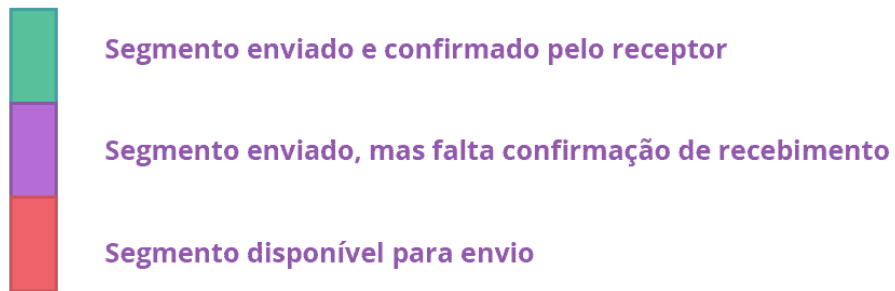 Segmento enviado e confirmado pelo receptor
Segmento enviado, mas falta confirmação de recebimento
Segmento disponível para envio